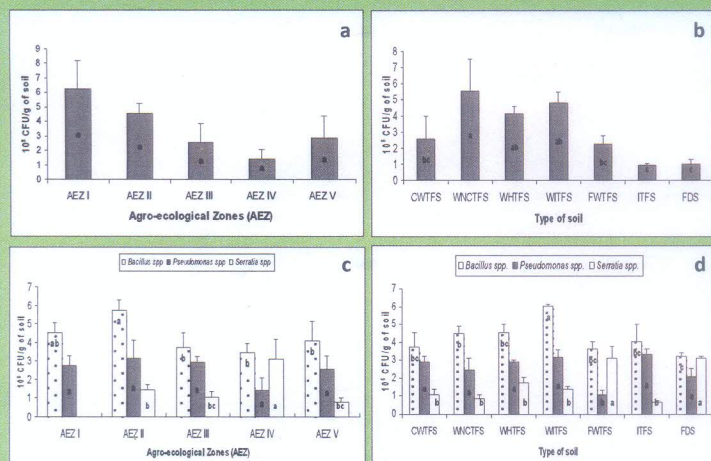 a
10⁵ CFU/g of soil
9
8
7
6
5
4
3
2
1
0
a a a a a
AEZ I AEZ II AEZ III AEZ IV AEZ V
Agro-ecological Zones (AEZ)
b
10⁵ CFU/g of soil
8
7
6
5
4
3
2
1
0
bc a ab ab bc
CWTFS WNCTFS WHTFS WITFS FWTFS ITFS FDS
Type of soil
Bacillus spp Pseudomonas spp Serratia spp
c
CFU/g of soil
7
6
5
4
3
2
1
0
ab a a a b b a bc b a a b a bc
AEZ I AEZ II AEZ III AEZ IV AEZ V
Agro-ecological Zones (AEZ)
Bacillus spp. Pseudomonas spp. Serratia spp.
d
CFU/g of soil
7
6
5
4
3
2
1
0
bc a b b a b bc a b a a b a a a b a
CWTFS WNCTFS WHTFS WITFS FWTFS ITFS FDS
Type of soil